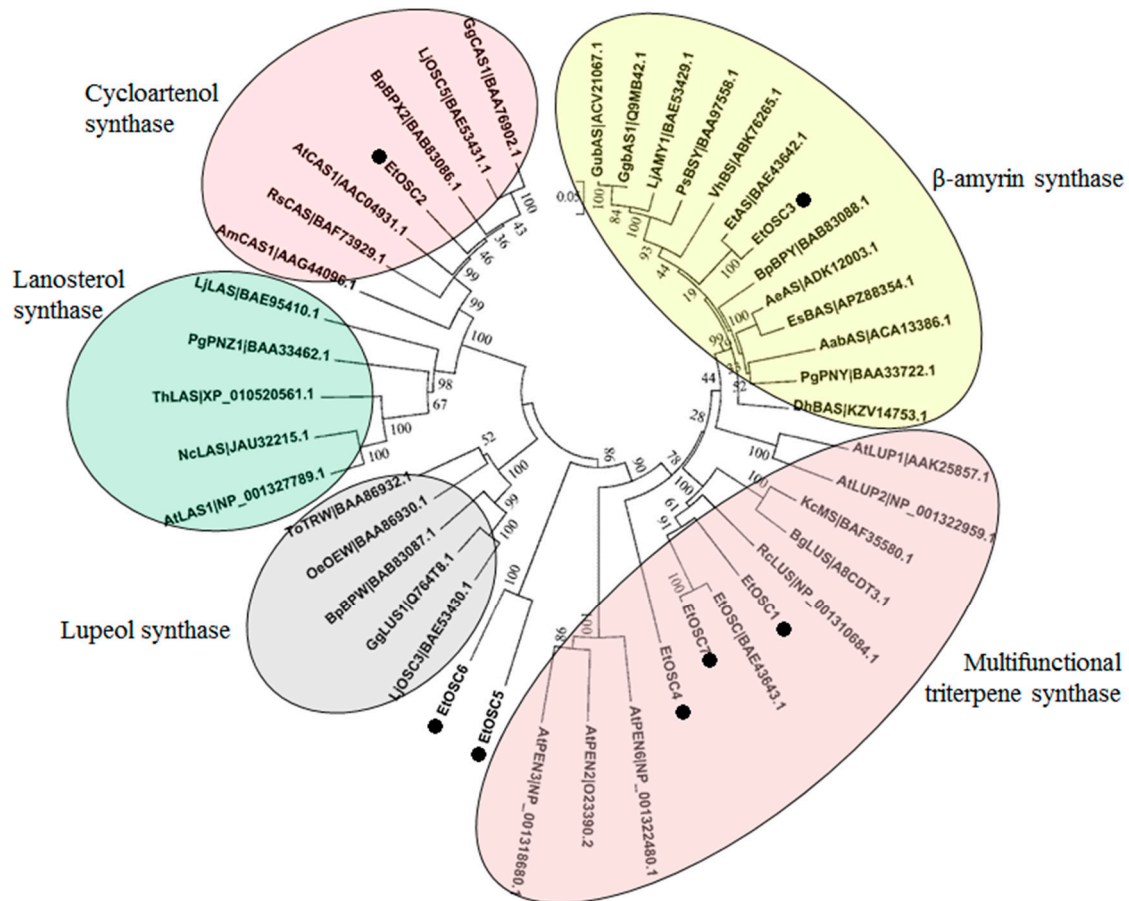 Cycloartenol
synthase
GgCAS1|BAA76902.1
LjOSC5|BAE53431.1
BpBPX2|BAB83086.1
EtOSC2
AtCAS1|AAC04931.1
RsCAS|BAF73929.1
AmCAS1|AAG44096.1
Lanosterol
synthase
LjLAS|BAE95410.1
PgPNZ1|BAA33462.1
ThLAS|XP_010520561.1
NcLAS|JAU32215.1
AtLAS1|NP_001327789.1
Lupeol synthase
ToTRW|BAA86932.1
OeOEW|BAA86930.1
BpBPW|BAB83087.1
GgLUS1|Q764T8.1
LjOSC3|BAE53430.1
EtOSC6
EtOSC5
β-amyrin synthase
GubAS|ACV21067.1
GgbAS1|Q9MB42.1
LjAMY1|BAE53429.1
PsBSY|BAA97558.1
VhBS|ABK76265.1
EtAS|BAE43642.1
EtOSC3
BpBPY|BAB83088.1
AeAS|ADK12003.1
EsBAS|APZ88354.1
AabAS|ACA13386.1
PgPNY|BAA33722.1
DhBAS|KZV14753.1
Multifunctional
triterpene synthase
AtLUP1|AAK25857.1
AtLUP2|NP_001322959.1
KcMS|BAF35580.1
BgLUS|A8CDT3.1
RcLUS|NP_001310684.1
EtOSC1
EtOSC|BAE43643.1
EtOSC7
EtOSC4
AtPEN6|NP_001322480.1
AtPEN2|O23390.2
AtPEN3|NP_001318680.1
0.05
100
43
36
46
99
99
100
98
67
100
100
52
100
99
100
100
100
84
100
93
44
19
100
100
99
52
44
28
100
78
100
100
61
91
100
90
86
100
98